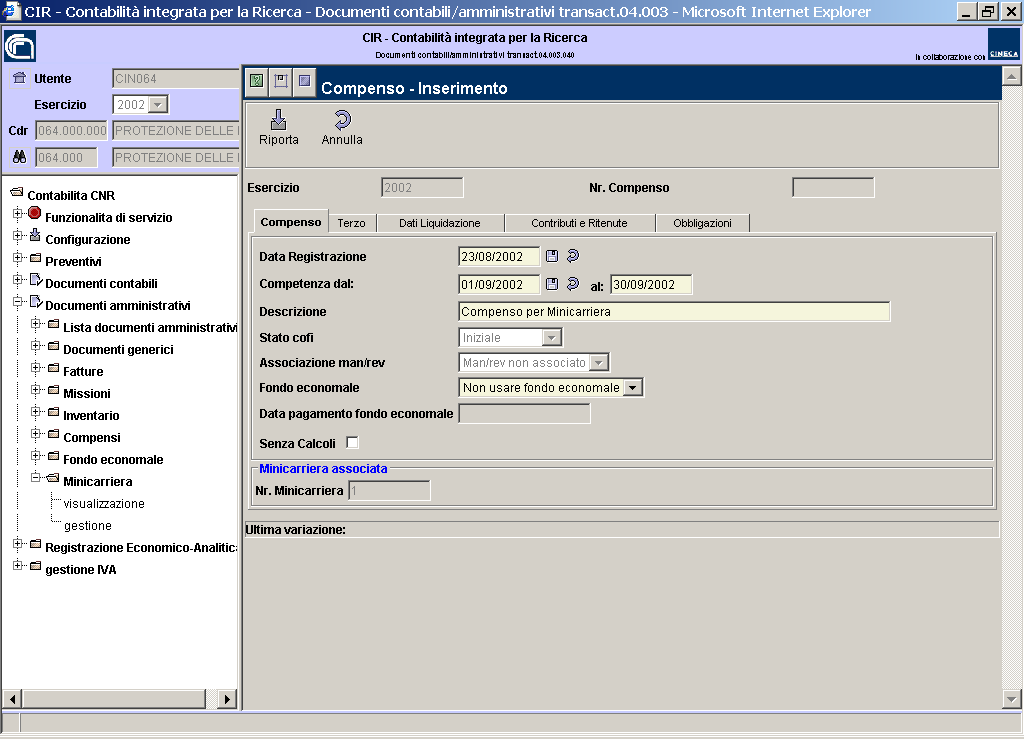 CIR - Contabilità integrata per la Ricerca - Documenti contabili/amministrativi transact.04.003 - Microsoft Internet Explorer
CIR - Contabilità integrata per la Ricerca
Documenti contabili/amministrativi transact.04.003.040
In collaborazione con
CINECA
Utente CIN064
Esercizio 2002
Cdr 064.000.000 PROTEZIONE DELLE
064.000 PROTEZIONE DELLE
Contabilita CNR
Funzionalita di servizio
Configurazione
Preventivi
Documenti contabili
Documenti amministrativi
Lista documenti amministrativi
Documenti generici
Fatture
Missioni
Inventario
Compensi
Fondo economale
Minicarriera
visualizzazione
gestione
Registrazione Economico-Analitica
gestione IVA
Compenso - Inserimento
Riporta Annulla
Esercizio 2002 Nr. Compenso
Compenso Terzo Dati Liquidazione Contributi e Ritenute Obbligazioni
Data Registrazione 23/08/2002
Competenza dal: 01/09/2002 al: 30/09/2002
Descrizione Compenso per Minicarriera
Stato cofi Iniziale
Associazione man/rev Man/rev non associato
Fondo economale Non usare fondo economale
Data pagamento fondo economale
Senza Calcoli
Minicarriera associata
Nr. Minicarriera 1
Ultima variazione: